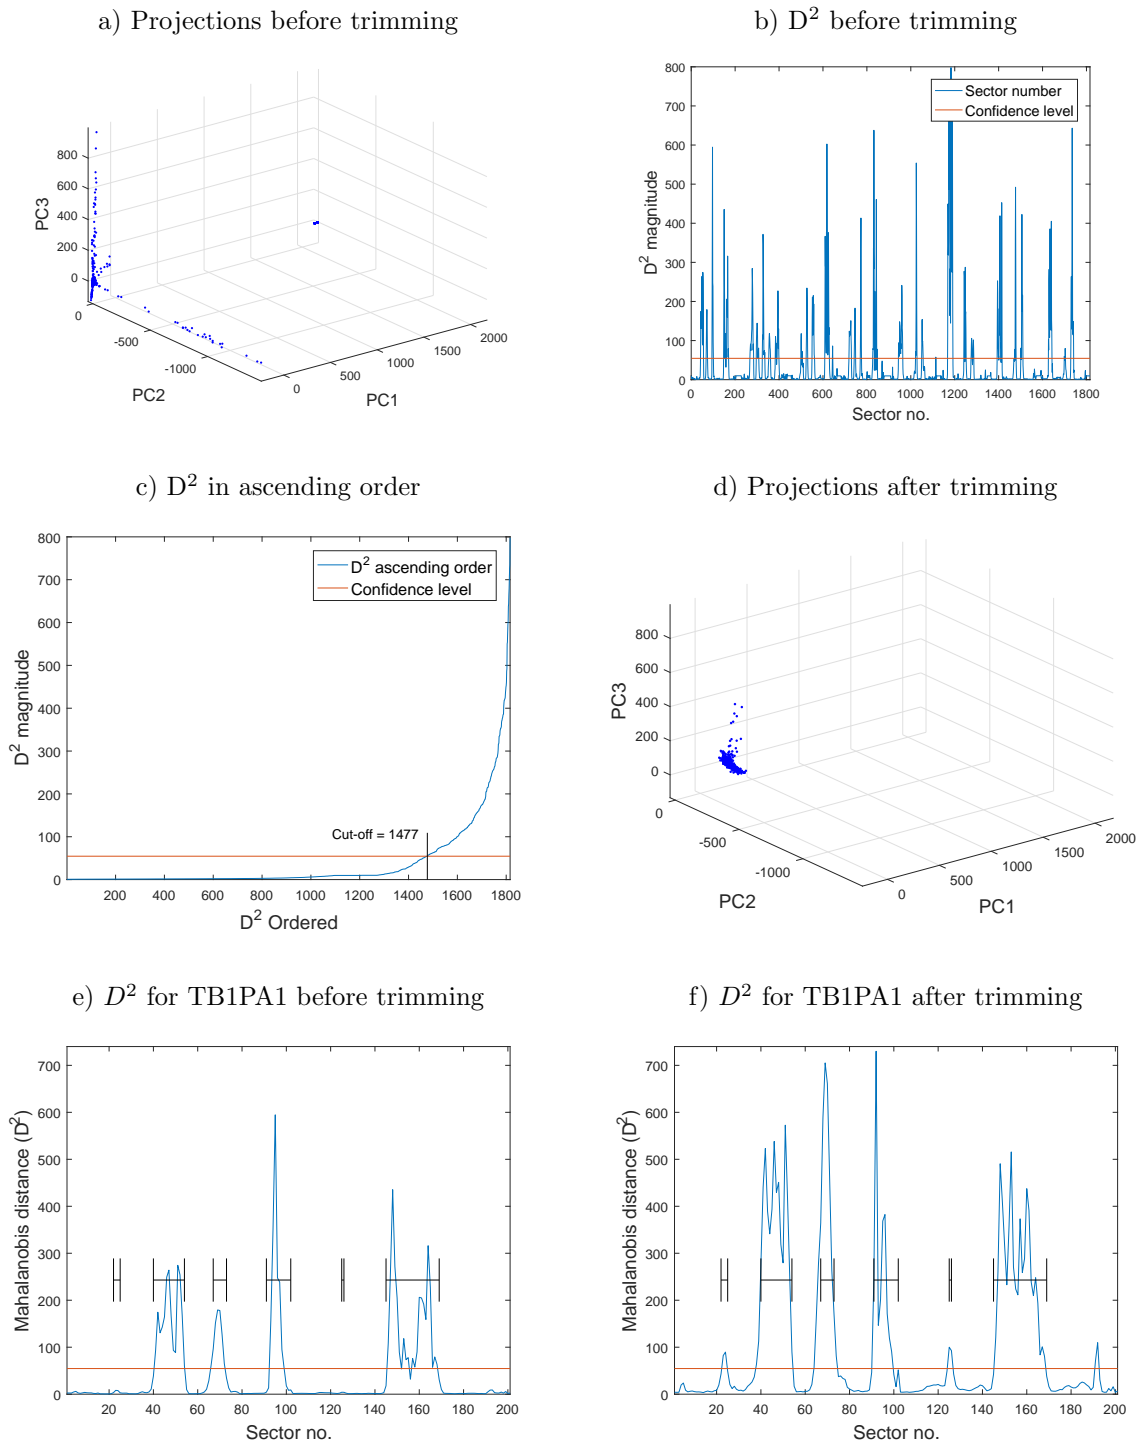 a) Projections before trimming
800
600
400
200
0
PC3
0
-500
-1000
PC2
0
500
1000
1500
2000
PC1
b) D² before trimming
800
700
600
500
400
300
200
100
0
D² magnitude
Sector number
Confidence level
0 200 400 600 800 1000 1200 1400 1600 1800
Sector no.
c) D² in ascending order
800
700
600
500
400
300
200
100
0
D² magnitude
D² ascending order
Confidence level
Cut-off = 1477
200 400 600 800 1000 1200 1400 1600 1800
D² Ordered
d) Projections after trimming
800
600
400
200
0
PC3
0
-500
-1000
PC2
0
500
1000
1500
2000
PC1
e) D² for TB1PA1 before trimming
700
600
500
400
300
200
100
0
Mahalanobis distance (D²)
20 40 60 80 100 120 140 160 180 200
Sector no.
f) D² for TB1PA1 after trimming
700
600
500
400
300
200
100
0
Mahalanobis distance (D²)
20 40 60 80 100 120 140 160 180 200
Sector no.